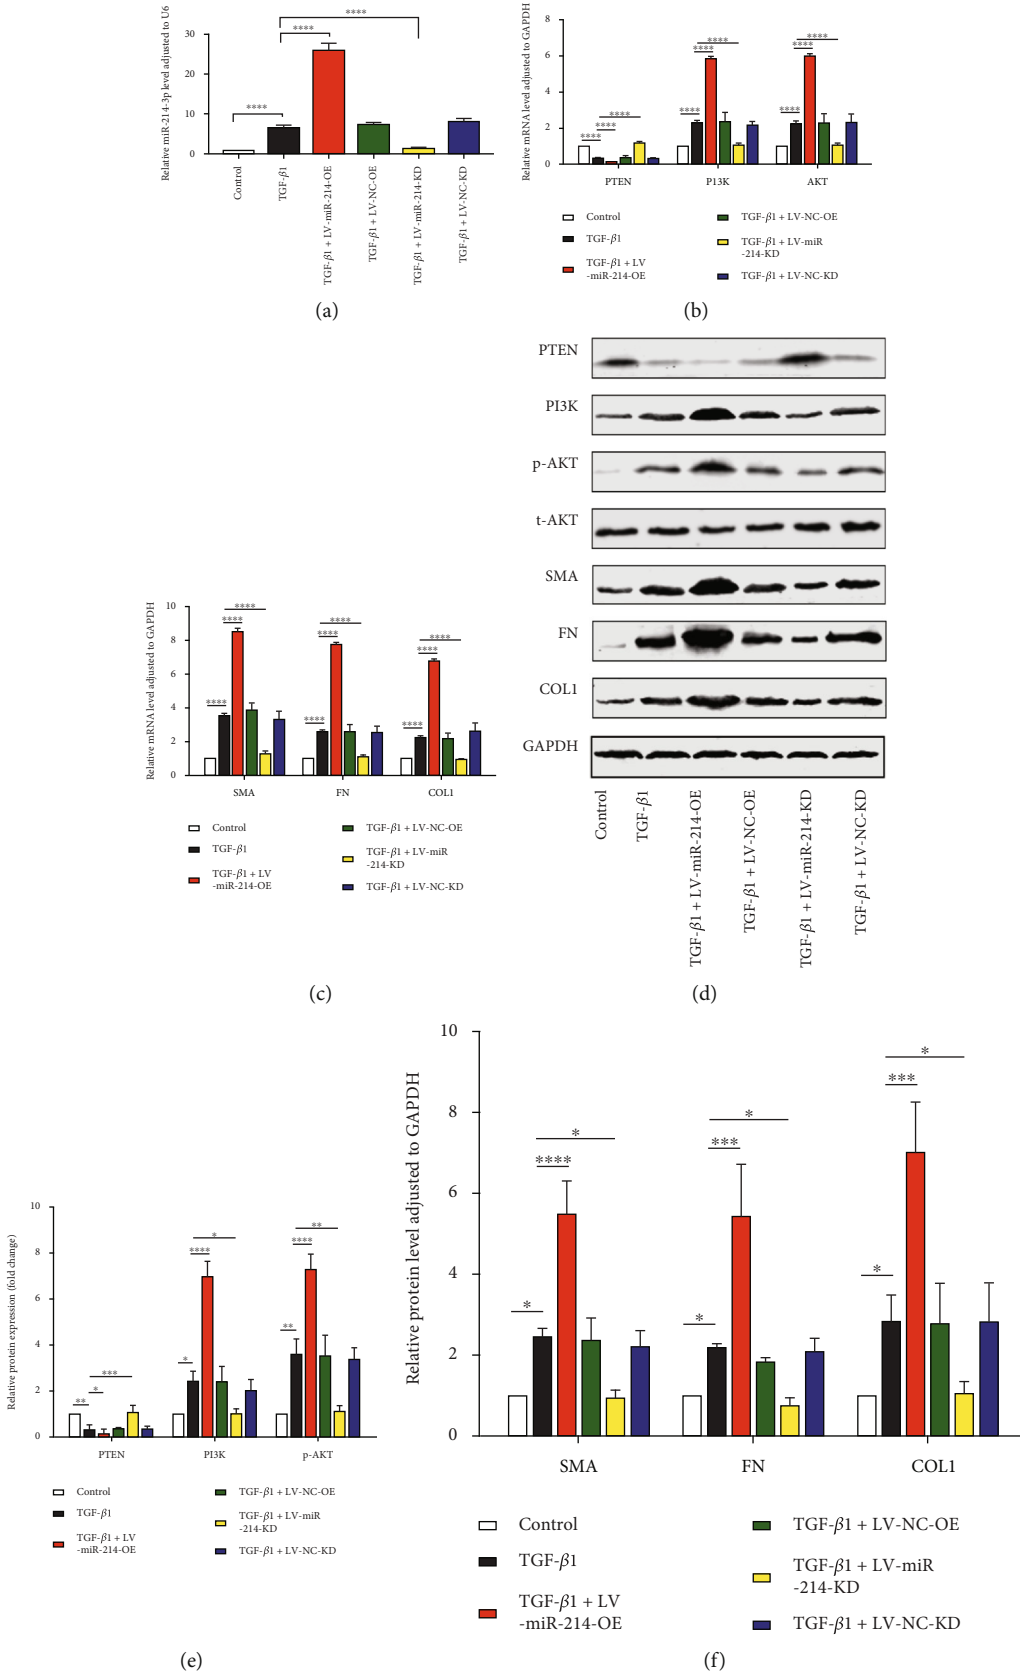 Relative miR-214-3p level adjusted to U6
30
20
10
0
****
****
****
Control
TGF-β1
TGF-β1 + LV-miR-214-OE
TGF-β1 + LV-NC-OE
TGF-β1 + LV-miR-214-KD
TGF-β1 + LV-NC-KD
(a)
Relative mRNA level adjusted to GAPDH
8
6
4
2
0
****
****
****
****
****
****
****
****
****
PTEN
P13K
AKT
Control
TGF-β1
TGF-β1 + LV
-miR-214-OE
TGF-β1 + LV-NC-OE
TGF-β1 + LV-miR
-214-KD
TGF-β1 + LV-NC-KD
(b)
Relative mRNA level adjusted to GAPDH
10
8
6
4
2
0
****
****
****
****
****
****
****
****
****
SMA
FN
COL1
Control
TGF-β1
TGF-β1 + LV
-miR-214-OE
TGF-β1 + LV-NC-OE
TGF-β1 + LV-miR
-214-KD
TGF-β1 + LV-NC-KD
(c)
PTEN
PI3K
p-AKT
t-AKT
SMA
FN
COL1
GAPDH
Control
TGF-β1
TGF-β1 + LV-miR-214-OE
TGF-β1 + LV-NC-OE
TGF-β1 + LV-miR-214-KD
TGF-β1 + LV-NC-KD
(d)
Relative protein expression (fold change)
10
8
6
4
2
0
***
*
**
*
****
*
**
****
**
PTEN
PI3K
p-AKT
Control
TGF-β1
TGF-β1 + LV
-miR-214-OE
TGF-β1 + LV-NC-OE
TGF-β1 + LV-miR
-214-KD
TGF-β1 + LV-NC-KD
(e)
Relative protein level adjusted to GAPDH
10
8
6
4
2
0
*
****
*
*
***
*
*
***
*
SMA
FN
COL1
Control
TGF-β1
TGF-β1 + LV
-miR-214-OE
TGF-β1 + LV-NC-OE
TGF-β1 + LV-miR
-214-KD
TGF-β1 + LV-NC-KD
(f)